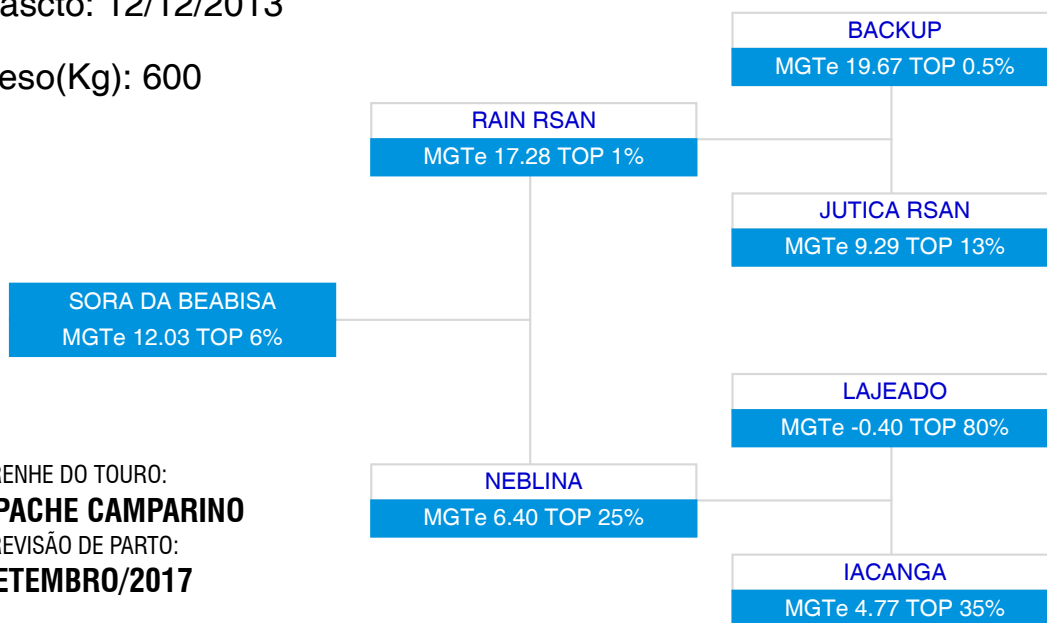 ascto: 12/12/2013
eso(Kg): 600
BACKUP
MGTe 19.67 TOP 0.5%
RAIN RSAN
MGTe 17.28 TOP 1%
JUTICA RSAN
MGTe 9.29 TOP 13%
SORA DA BEABISA
MGTe 12.03 TOP 6%
LAJEADO
MGTe -0.40 TOP 80%
NEBLINA
MGTe 6.40 TOP 25%
IACANGA
MGTe 4.77 TOP 35%
RENHE DO TOURO:
PACHE CAMPARINO
REVISÃO DE PARTO:
ETEMBRO/2017